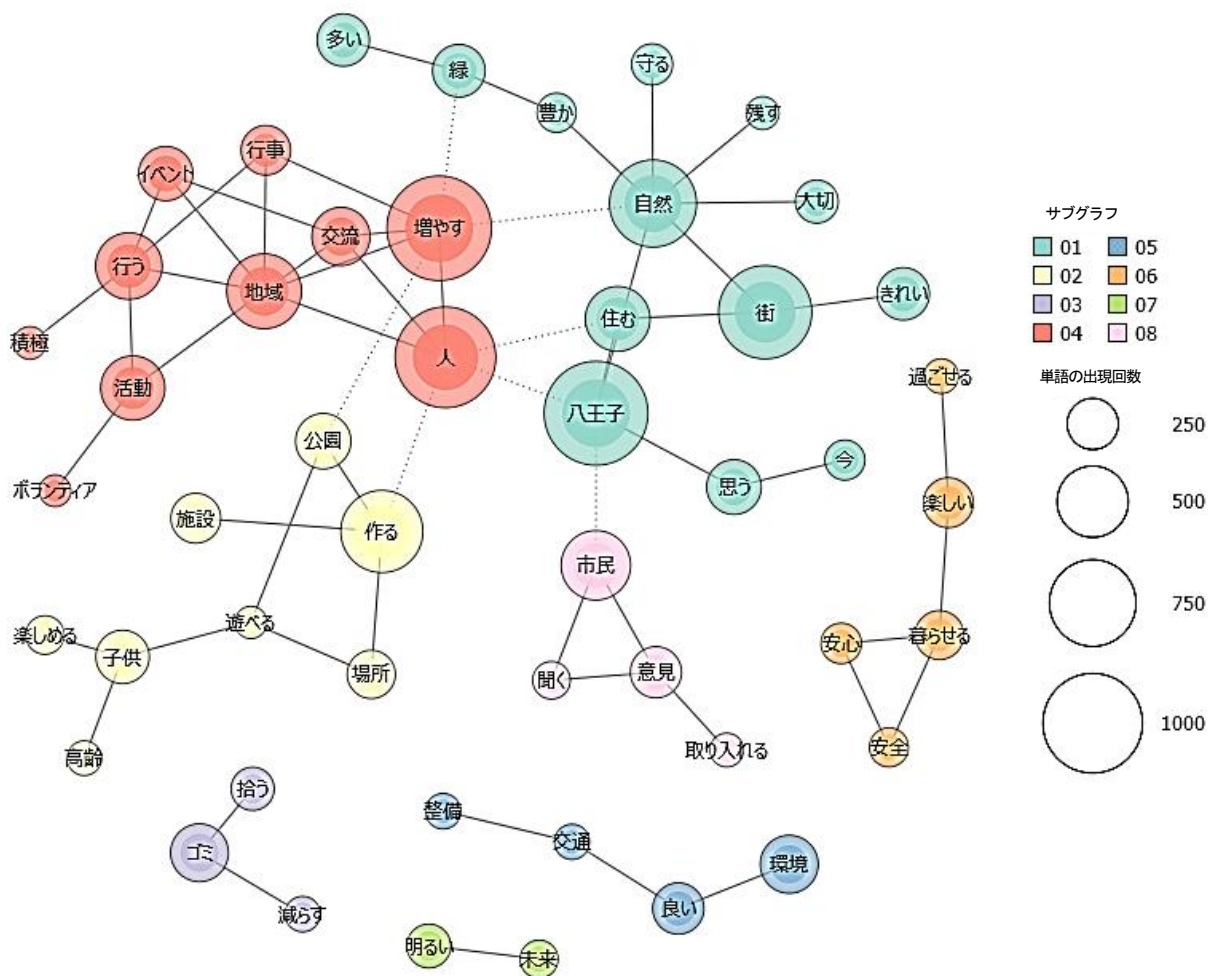 多い
緑
守る
豊か
残す
行事
イベント
自然
大切
増やす
交流
行う
地域
住む
街
きれい
積極
人
活動
八王子
ボランティア
公園
思う
今
施設
作る
市民
遊べる
楽しめる
子供
場所
聞く
意見
高齢
取り入れる
過ごせる
楽しい
安心
暮らせる
安全
拾う
ゴミ
減らす
整備
交通
環境
良い
明るい
未来
サブグラフ
01 05
02 06
03 07
04 08
単語の出現回数
250
500
750
1000